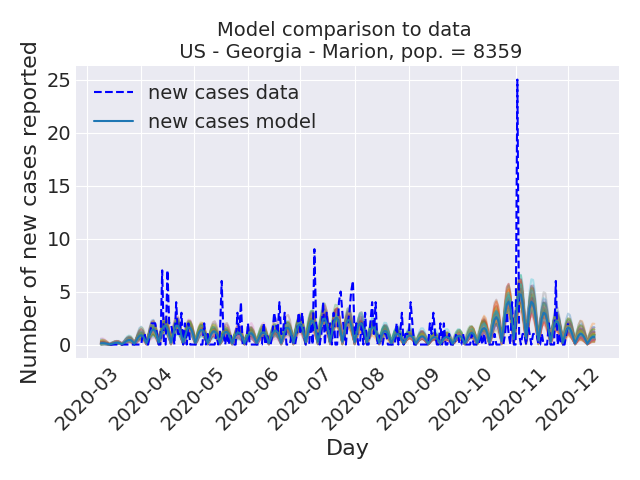 Model comparison to data
US - Georgia - Marion, pop. = 8359
Number of new cases reported
25
20
15
10
5
0
new cases data
new cases model
2020-03
2020-04
2020-05
2020-06
2020-07
2020-08
2020-09
2020-10
2020-11
2020-12
Day